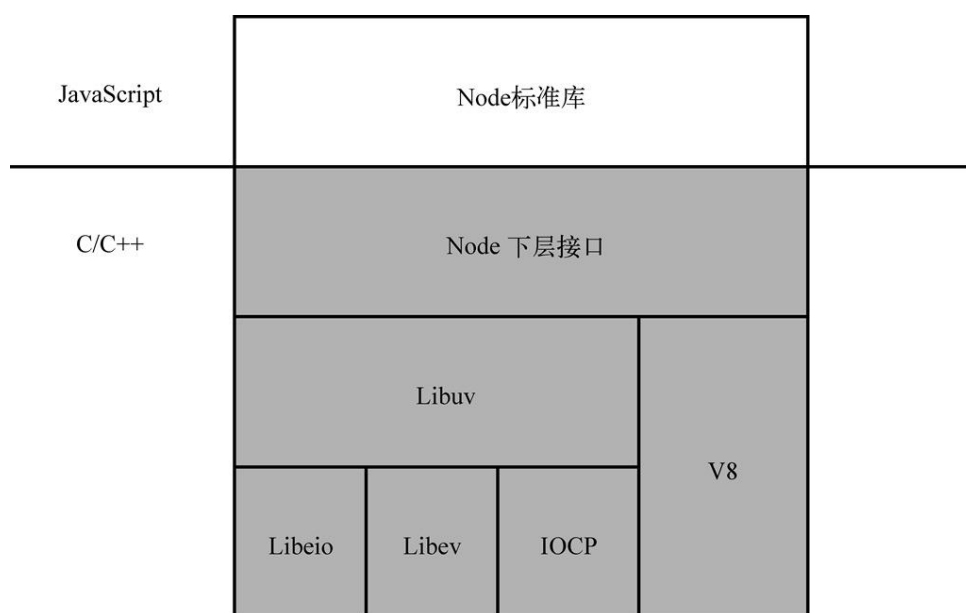 JavaScript
Node标准库
C/C++
Node 下层接口
Libuv
V8
Libeio
Libev
IOCP